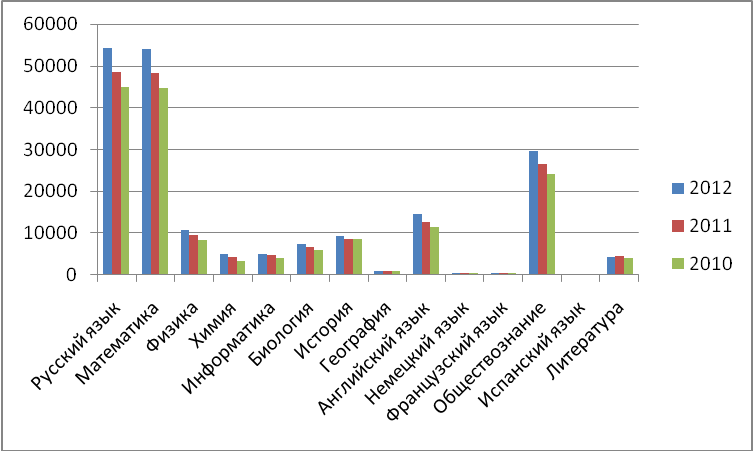 60000
50000
40000
30000
20000
10000
0
Русский язык
Математика
Физика
Химия
Информатика
Биология
История
География
Английский язык
Немецкий язык
Французский язык
Обществознание
Испанский язык
Литература
2012
2011
2010